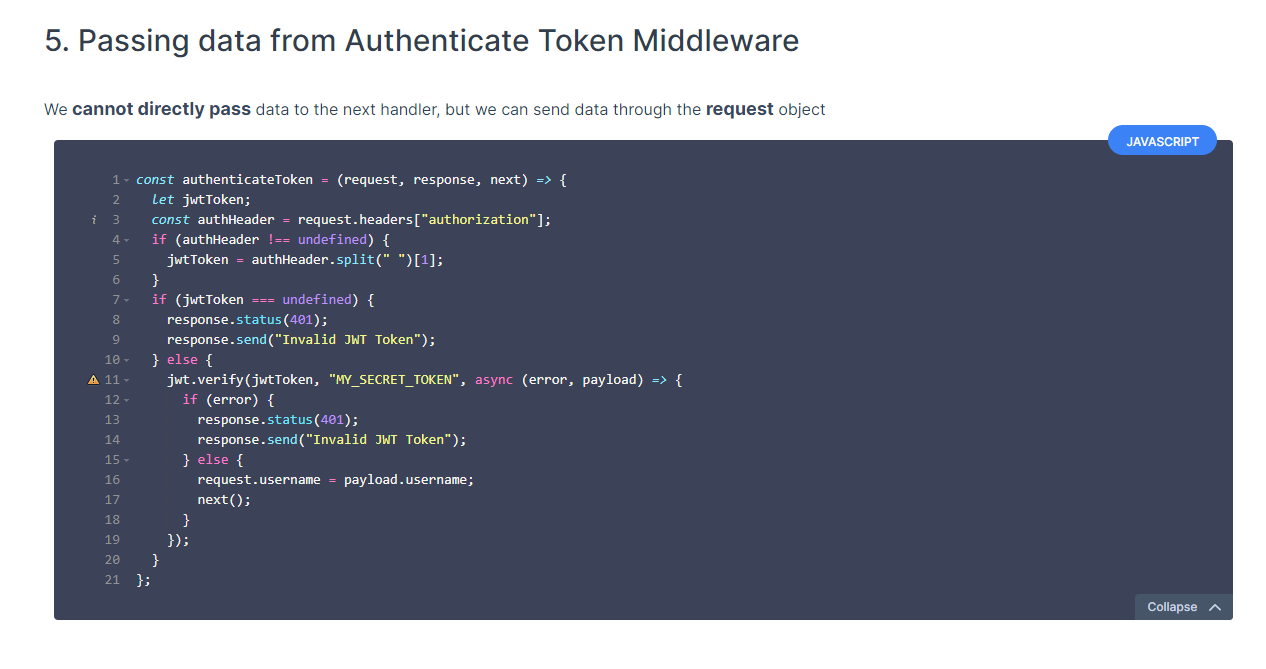 5. Passing data from Authenticate Token Middleware
We cannot directly pass data to the next handler, but we can send data through the request object
JAVASCRIPT
1 const authenticateToken = (request, response, next) => {
2   let jwtToken;
i 3   const authHeader = request.headers["authorization"];
4   if (authHeader !== undefined) {
5     jwtToken = authHeader.split(" ")[1];
6   }
7   if (jwtToken === undefined) {
8     response.status(401);
9     response.send("Invalid JWT Token");
10   } else {
11     jwt.verify(jwtToken, "MY_SECRET_TOKEN", async (error, payload) => {
12       if (error) {
13         response.status(401);
14         response.send("Invalid JWT Token");
15       } else {
16         request.username = payload.username;
17         next();
18       }
19     });
20   }
21 };
Collapse